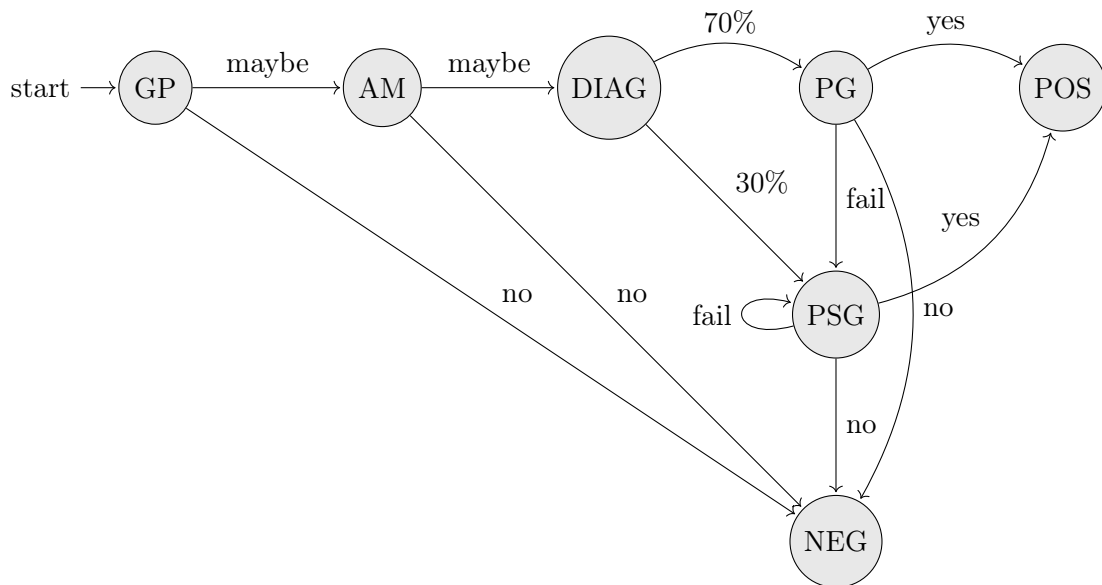 70%
yes
start
GP
maybe
AM
maybe
DIAG
PG
POS
30%
fail
yes
no
no
fail
PSG
no
no
NEG